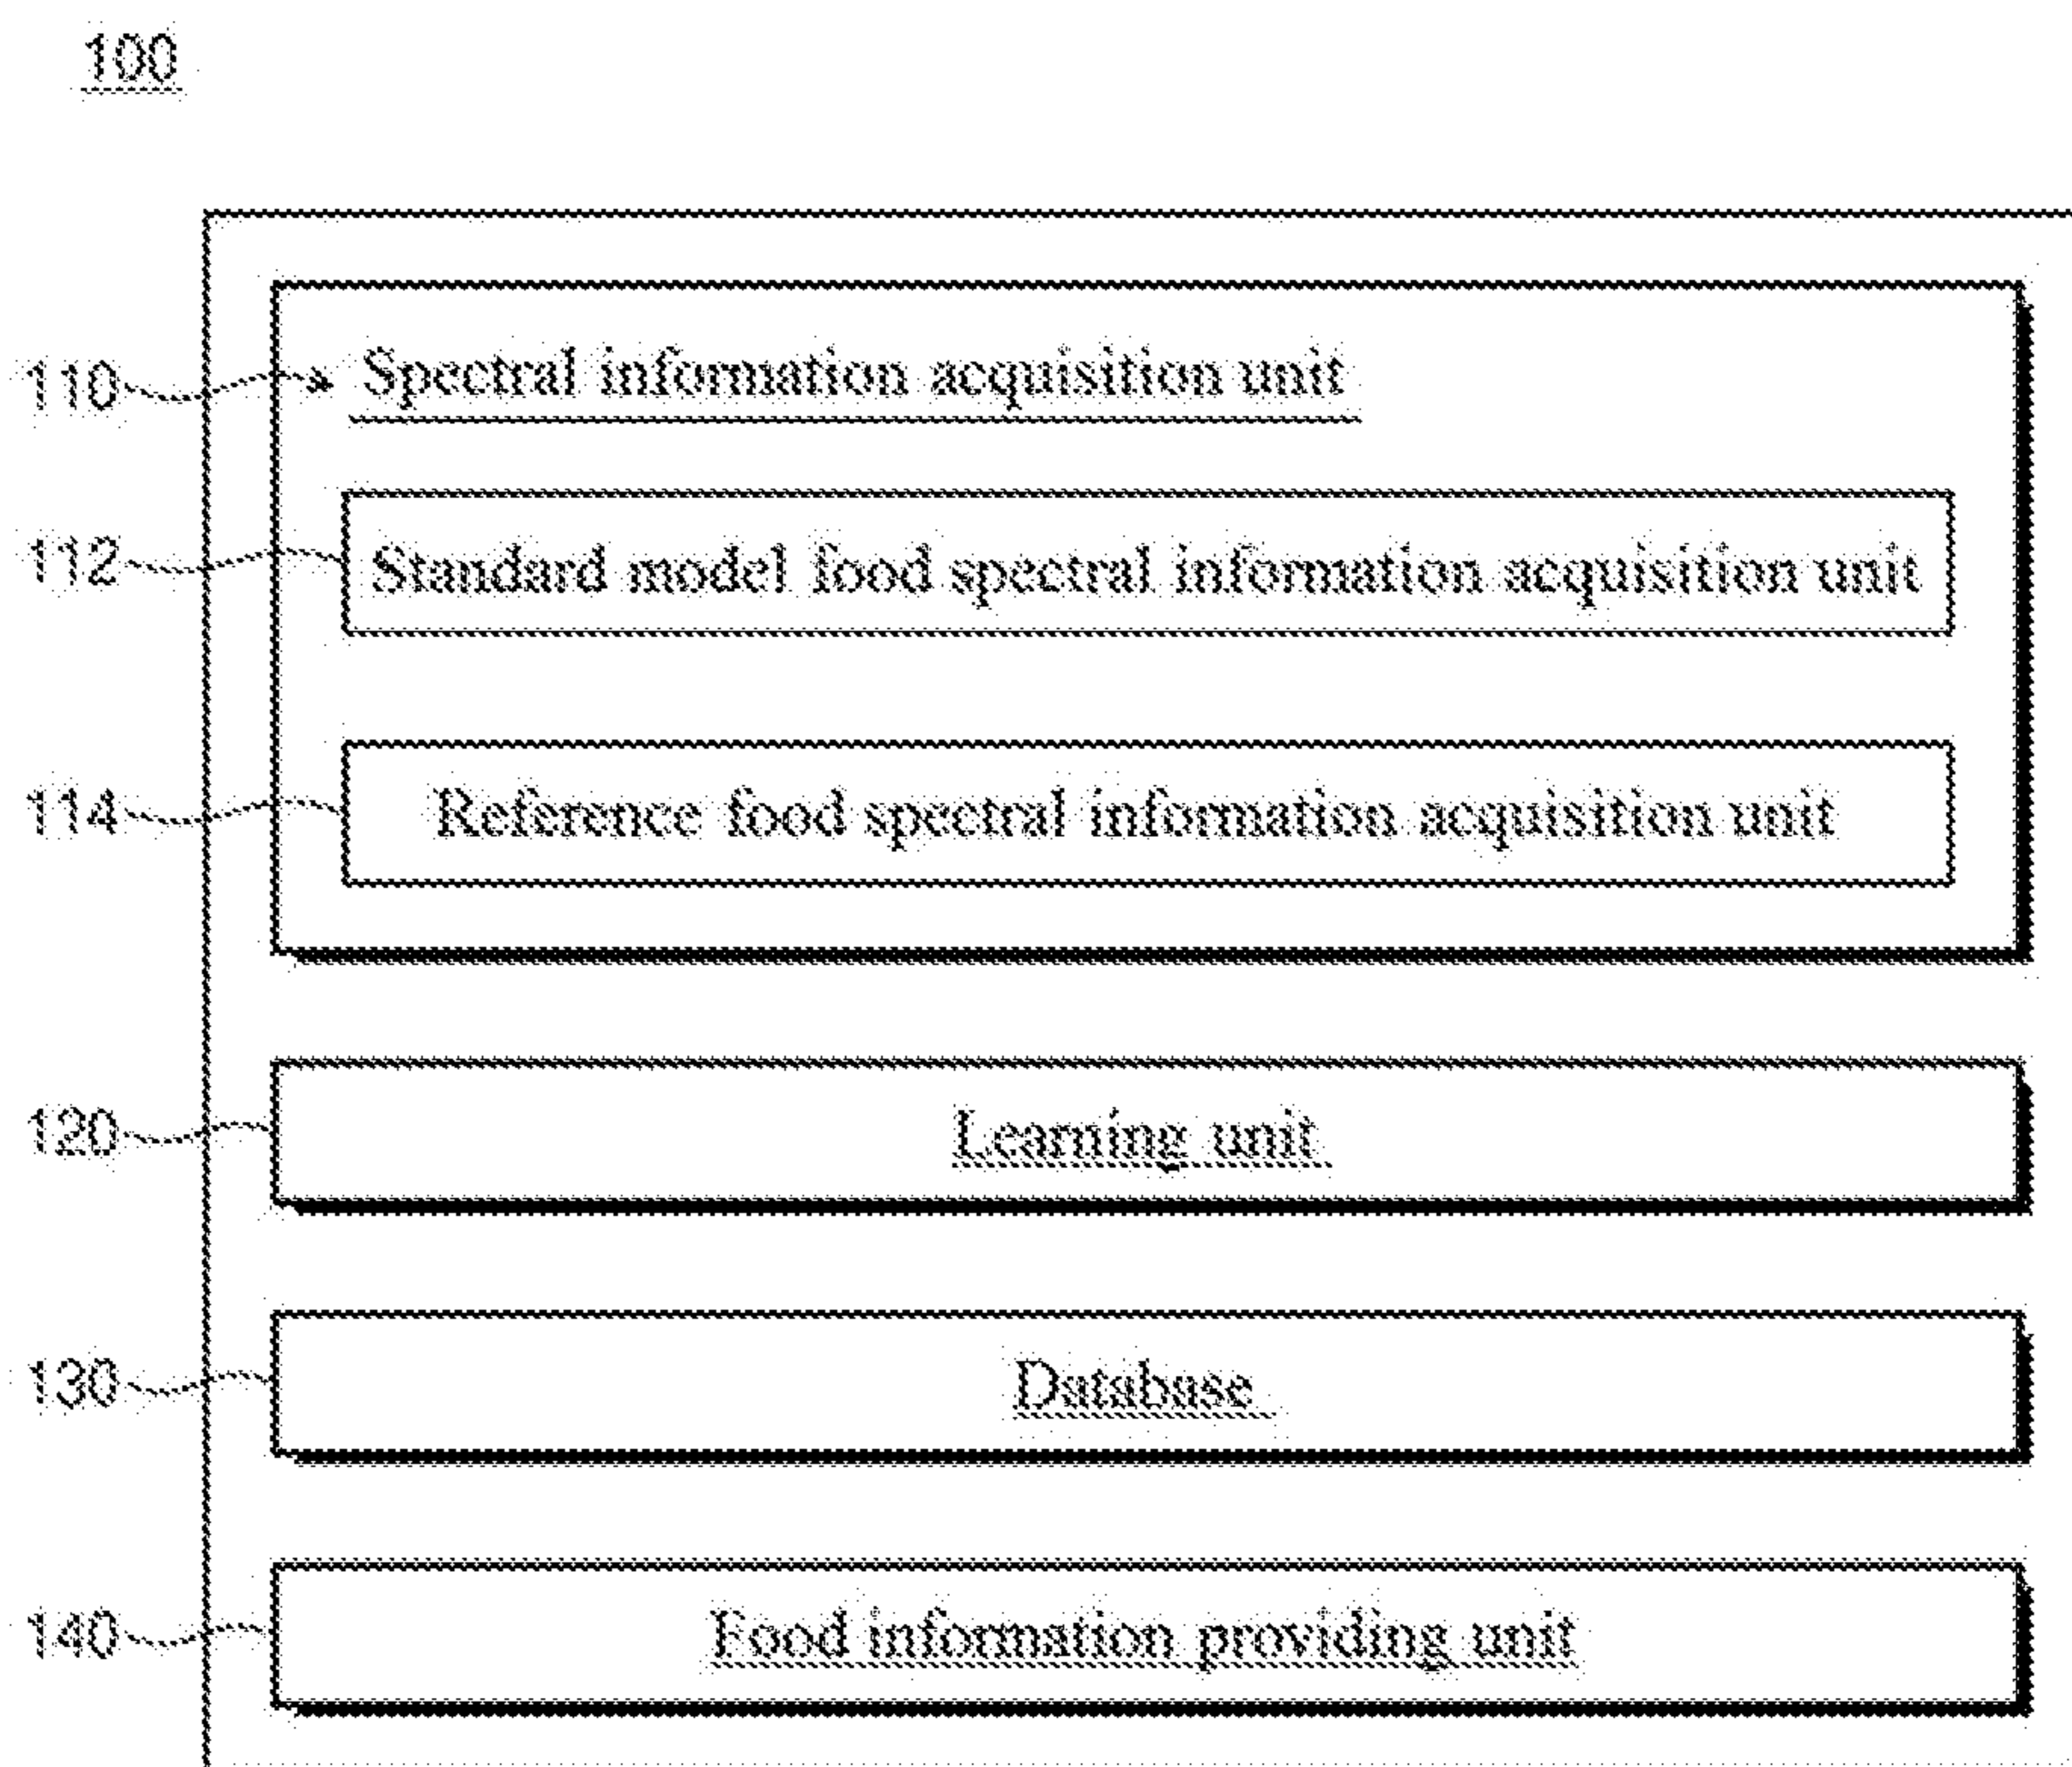 100
110 Spectral information acquisition unit
112 Standard model food spectral information acquisition unit
114 Reference food spectral information acquisition unit
120 Learning unit
130 Database
140 Food information providing unit